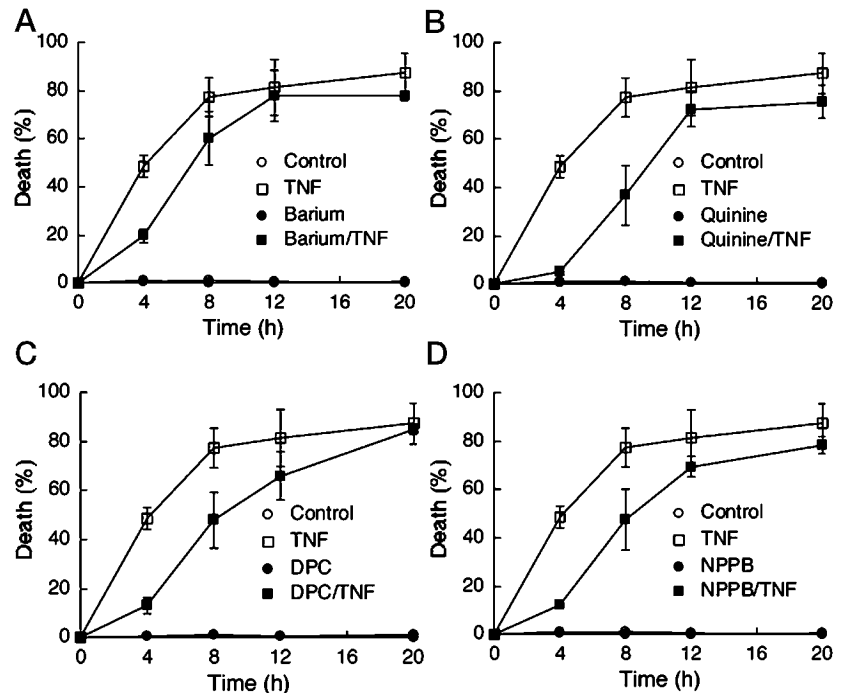 A
100
80
60
40
20
0
Death (%)
Control
TNF
Barium
Barium/TNF
0 4 8 12 16 20
Time (h)
B
100
80
60
40
20
0
Death (%)
Control
TNF
Quinine
Quinine/TNF
0 4 8 12 16 20
Time (h)
C
100
80
60
40
20
0
Death (%)
Control
TNF
DPC
DPC/TNF
0 4 8 12 16 20
Time (h)
D
100
80
60
40
20
0
Death (%)
Control
TNF
NPPB
NPPB/TNF
0 4 8 12 16 20
Time (h)